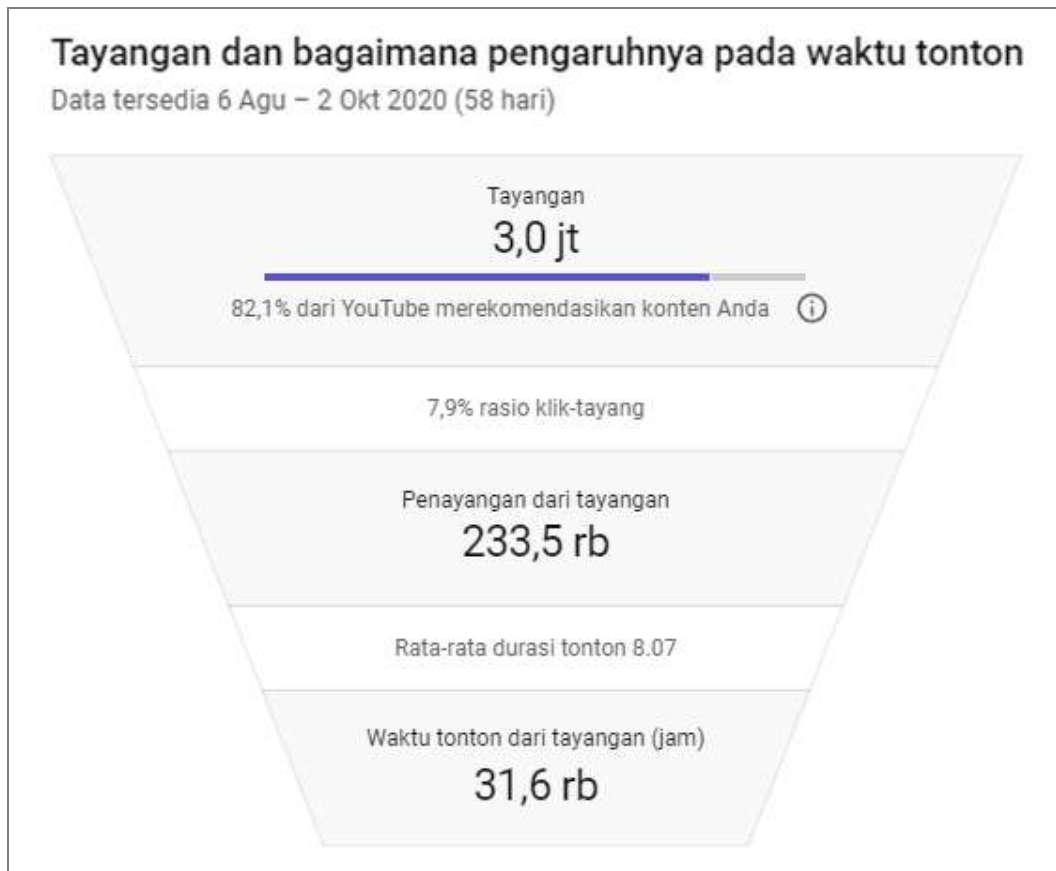 Tayangan dan bagaimana pengaruhnya pada waktu tonton
Data tersedia 6 Agu – 2 Okt 2020 (58 hari)
Tayangan
3,0 jt
82,1% dari YouTube merekomendasikan konten Anda
7,9% rasio klik-tayang
Penayangan dari tayangan
233,5 rb
Rata-rata durasi tonton 8.07
Waktu tonton dari tayangan (jam)
31,6 rb